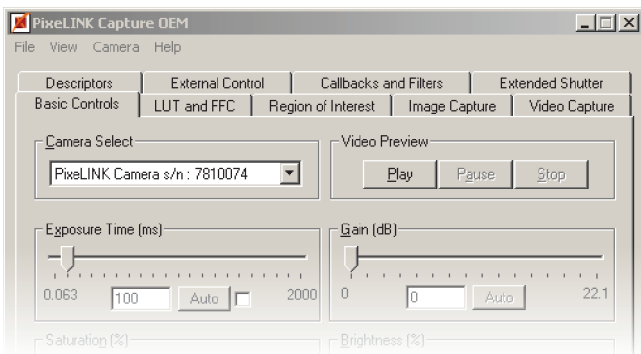 PixeLINK Capture OEM
File View Camera Help
Descriptors External Control Callbacks and Filters Extended Shutter
Basic Controls LUT and FFC Region of Interest Image Capture Video Capture
Camera Select Video Preview
PixeLINK Camera s/n : 7810074 Play Pause Stop
Exposure Time (ms) Gain (dB)
0.063 100 Auto 2000 0 0 Auto 22.1
Saturation (%) Brightness (%)